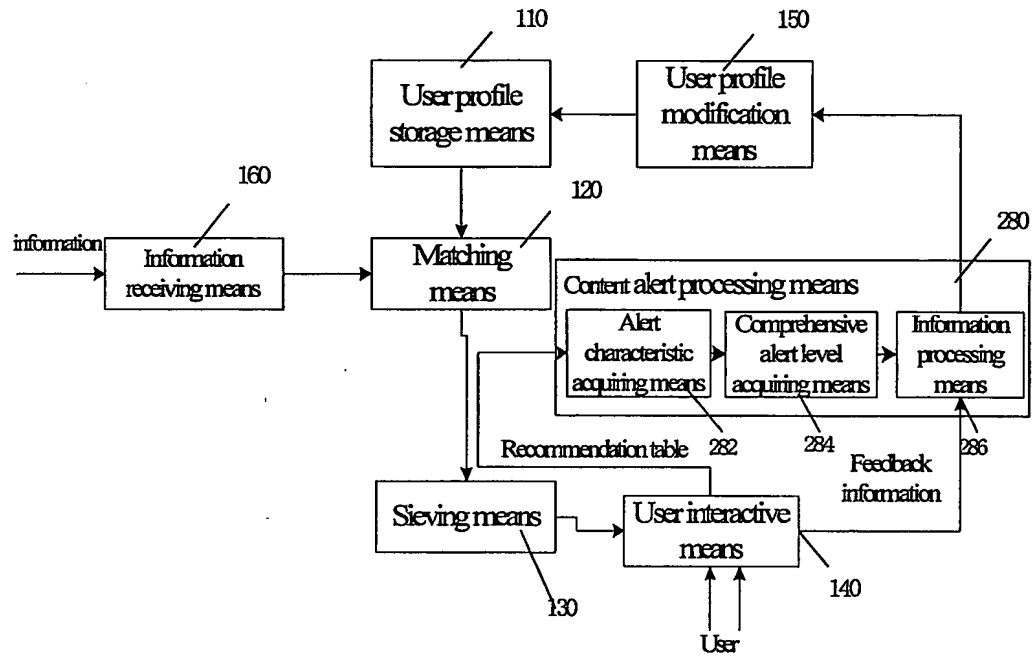 110
150
User profile
storage means
User profile
modification
means
160
120
information
Information
receiving means
Matching
means
280
Content alert processing means
Alert
characteristic
acquiring means
Comprehensive
alert level
acquiring means
Information
processing
means
282
284
286
Recommendation table
Feedback
information
Sieving means
User interactive
means
130
140
User